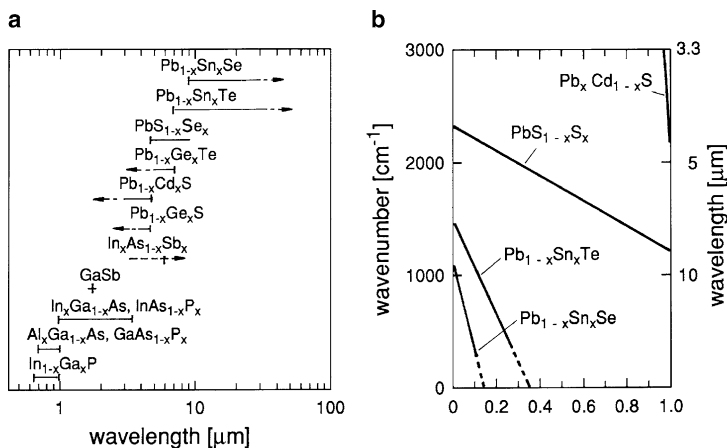 a
Pb₁₋ₓSnₓSe
Pb₁₋ₓSnₓTe
PbS₁₋ₓSeₓ
Pb₁₋ₓGeₓTe
Pb₁₋ₓCdₓS
Pb₁₋ₓGeₓS
InₓAs₁₋ₓSbₓ
GaSb
+
InₓGa₁₋ₓAs, InAs₁₋ₓPₓ
AlₓGa₁₋ₓAs, GaAs₁₋ₓPₓ
In₁₋ₓGaₓP
1 10 100
wavelength [μm]
b
wavenumber [cm⁻¹]
3000
2000
1000
0
PbₓCd₁₋ₓS
PbS₁₋ₓSₓ
Pb₁₋ₓSnₓTe
Pb₁₋ₓSnₓSe
3.3
5
10
wavelength [μm]
0 0.2 0.4 0.6 0.8 1.0